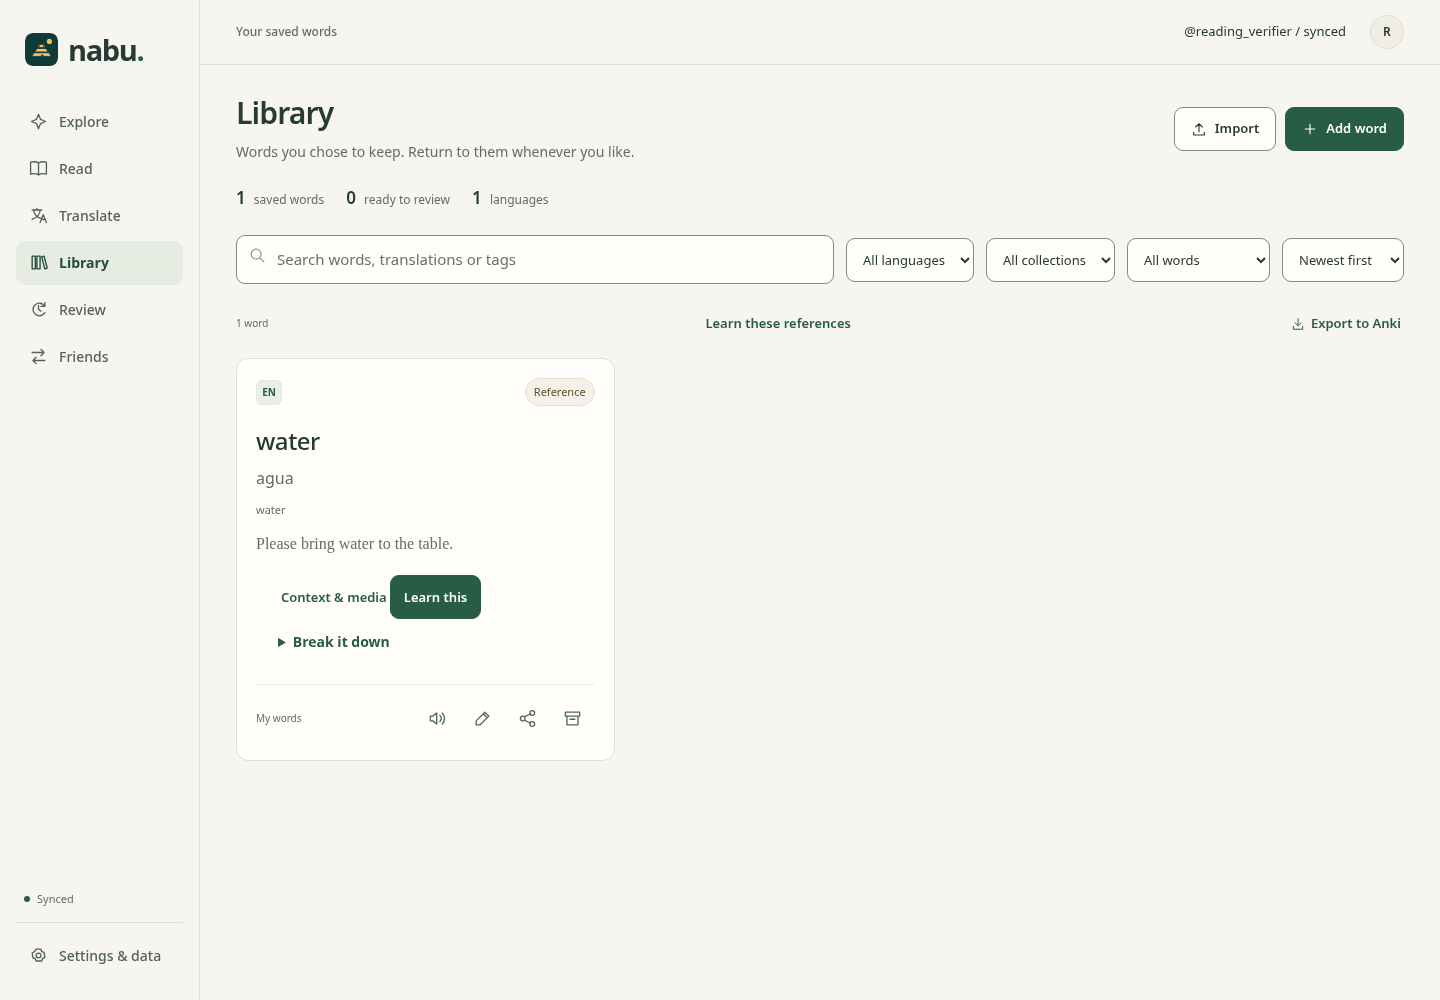 nabu.
Explore
Read
Translate
Library
Review
Friends
Synced
Settings & data
Your saved words
@reading_verifier / synced
R
Library
Words you chose to keep. Return to them whenever you like.
Import
Add word
1 saved words 0 ready to review 1 languages
Search words, translations or tags
All languages
All collections
All words
Newest first
1 word
Learn these references
Export to Anki
EN
Reference
water
agua
water
Please bring water to the table.
Context & media
Learn this
Break it down
My words